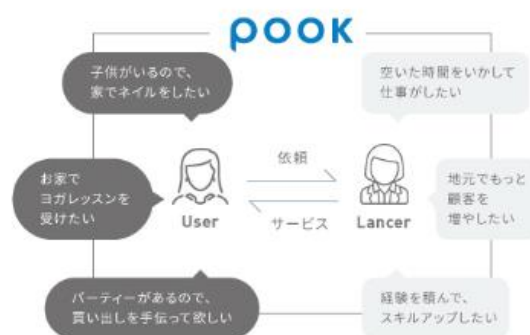 pook
子供がいるので、
家でネイルをしたい
空いた時間をいかして
仕事がしたい
お家で
ヨガレッスンを
受けたい
User
依頼
サービス
Lancer
地元でもっと
顧客を
増やしたい
パーティーがあるので、
買い出しを手伝って欲しい
経験を積んで、
スキルアップしたい